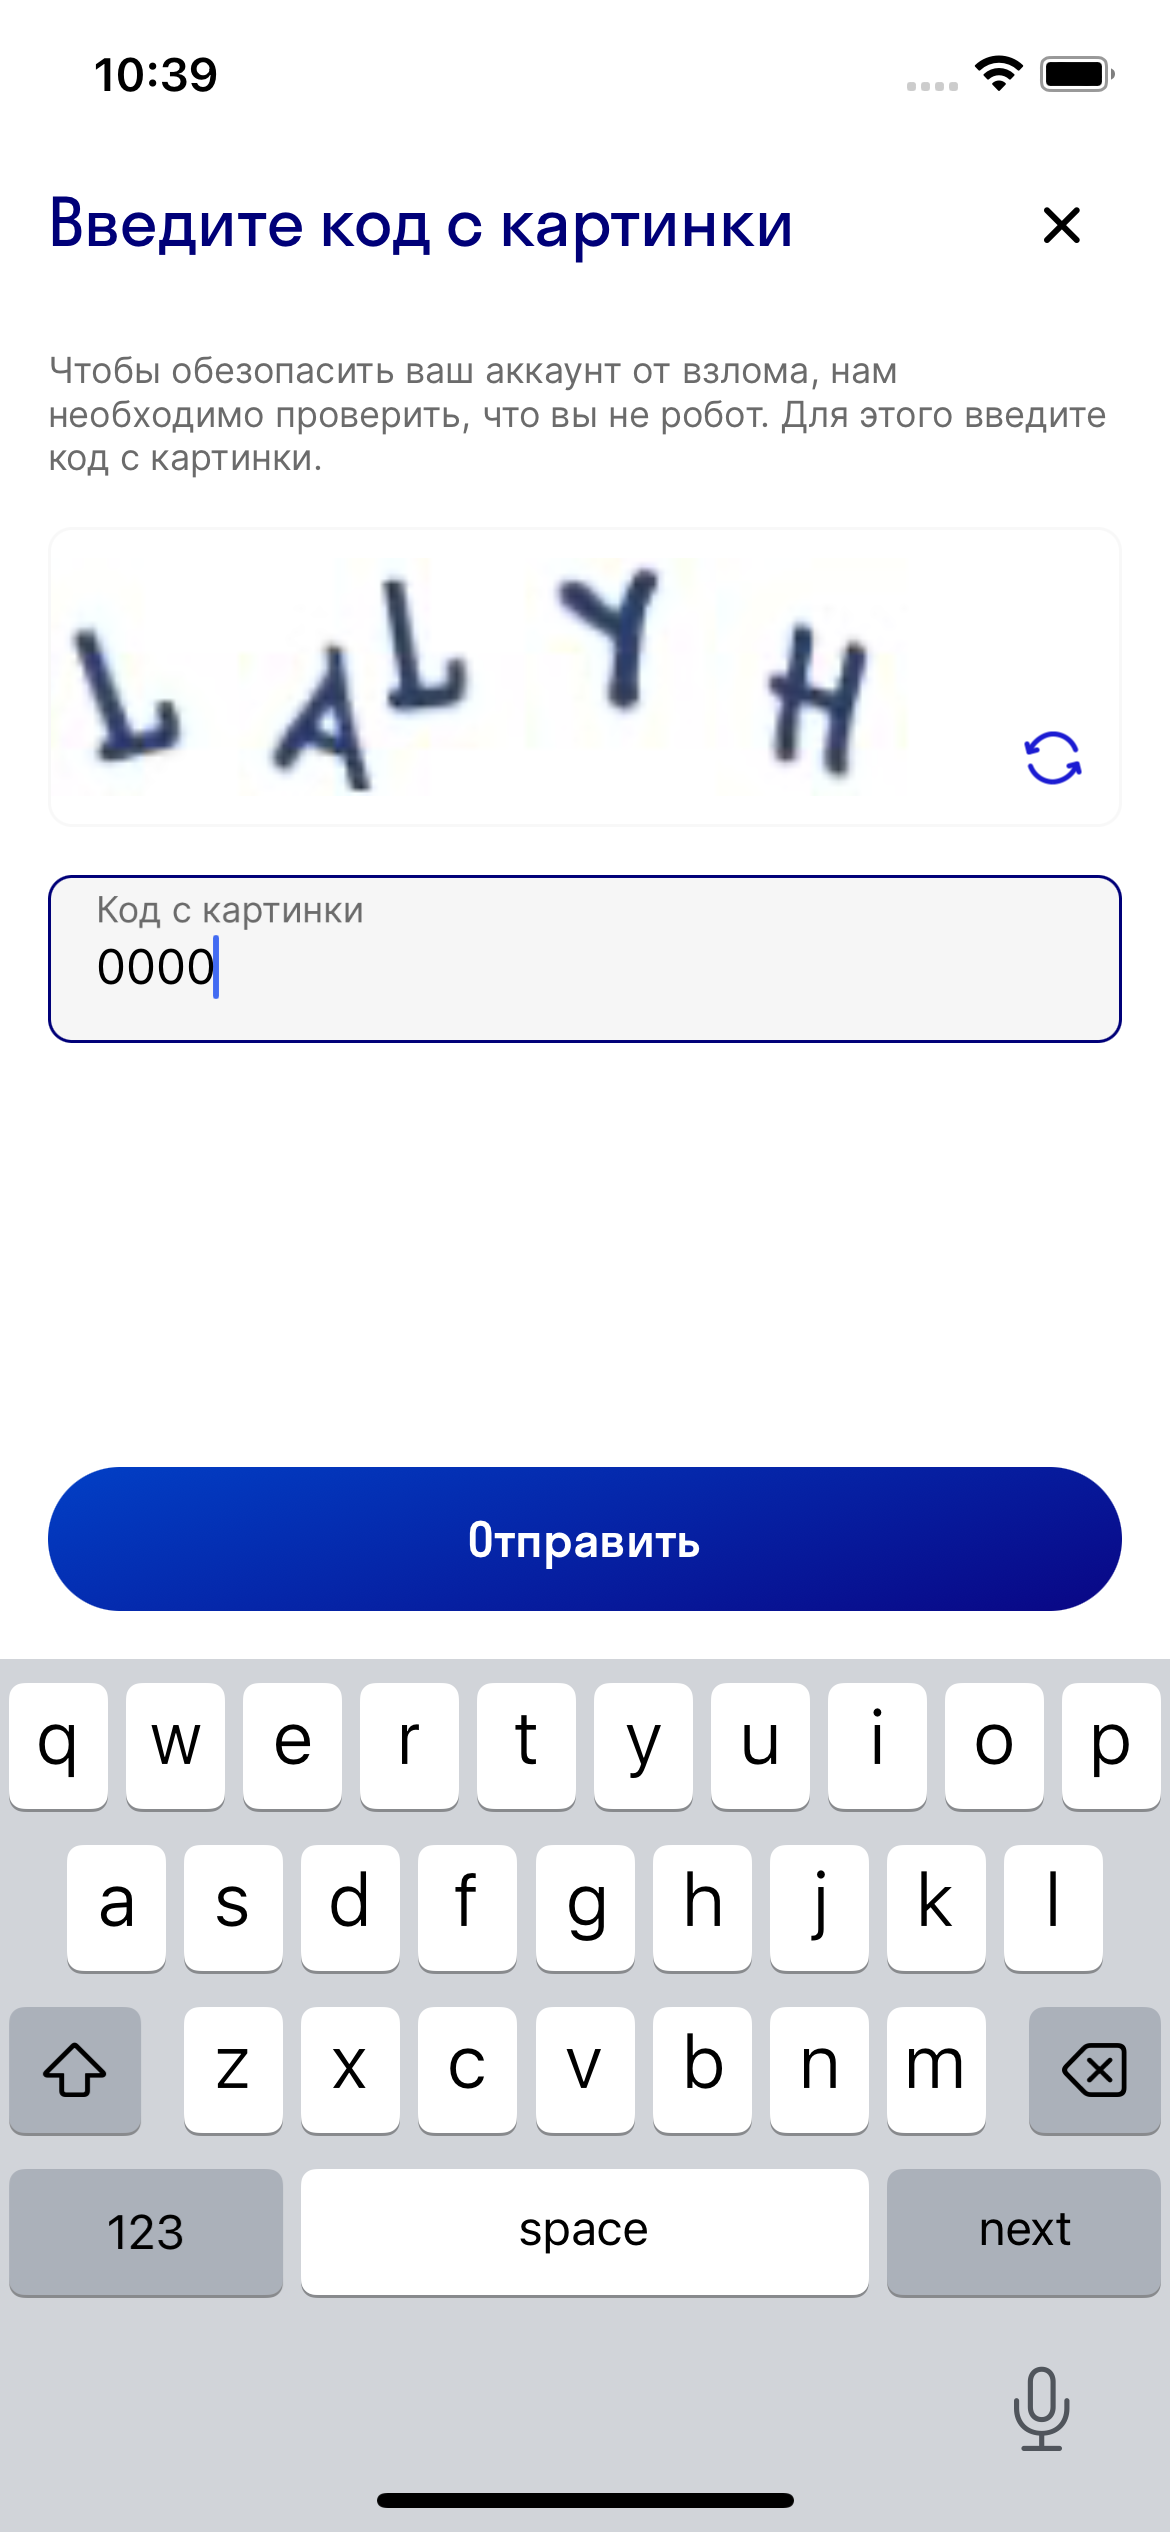 10:39
Введите код с картинки
Чтобы обезопасить ваш аккаунт от взлома, нам
необходимо проверить, что вы не робот. Для этого введите
код с картинки.
L A L Y H
Код с картинки
0000
Отправить
q w e r t y u i o p
a s d f g h j k l
z x c v b n m
123 space next